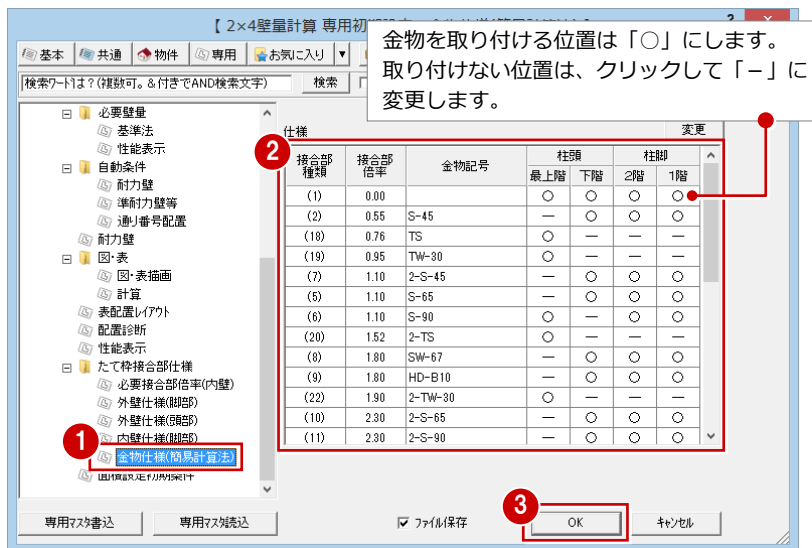 【 2×4壁量計算 専用初
?
金物を取り付ける位置は「○」にします。
取り付けない位置は、クリックして「－」に
変更します。
基本 共通 物件 専用 お気に入り ▼
検索ワードは？(複数可。&付きでAND検索文字) 検索
必要壁量
基準法
性能表示
自動条件
耐力壁
準耐力壁等
通り番号配置
耐力壁
図・表
図・表描画
計算
表配置レイアウト
配置診断
性能表示
たて枠接合部仕様
必要接合部倍率(内壁)
外壁仕様(脚部)
外壁仕様(頭部)
内壁仕様(脚部)
1
金物仕様(簡易計算法)
面積設定初期条件
仕様 変更
2
接合部種類 接合部倍率 金物記号 柱頭 柱脚
最上階 下階 2階 1階
(1) 0.00 ○ ○ ○ ○
(2) 0.55 S-45 － ○ ○ ○
(18) 0.76 TS ○ － － －
(19) 0.95 TW-30 ○ － － －
(7) 1.10 2-S-45 － ○ ○ ○
(5) 1.10 S-65 － ○ ○ ○
(6) 1.10 S-90 ○ － ○ ○
(20) 1.52 2-TS ○ － － －
(8) 1.80 SW-67 － ○ ○ ○
(9) 1.80 HD-B10 － ○ ○ ○
(22) 1.90 2-TW-30 ○ － － －
(10) 2.30 2-S-65 － ○ ○ ○
(11) 2.30 2-S-90 － ○ ○ ○
3
専用マスタ書込 専用マスタ読込 ファイル保存 OK キャンセル